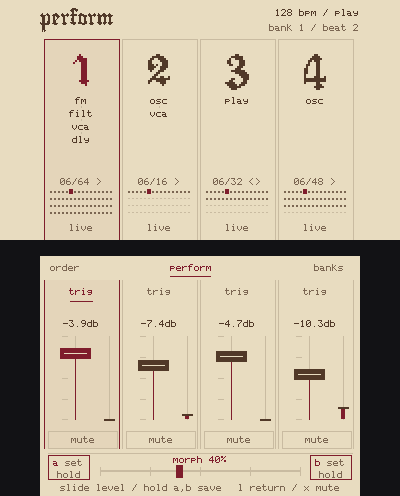 perform
128 bpm / play
bank 1 / beat 2
1 2 3 4
fm osc play osc
filt vca
vca
dly
06/64 > 06/16 > 06/32 <> 06/48 >
live live live live
order perform banks
trig trig trig trig
-3.9db -7.4db -4.7db -10.3db
mute mute mute mute
morph 40%
a set hold
b set hold
slide level / hold a,b save l return / x mute